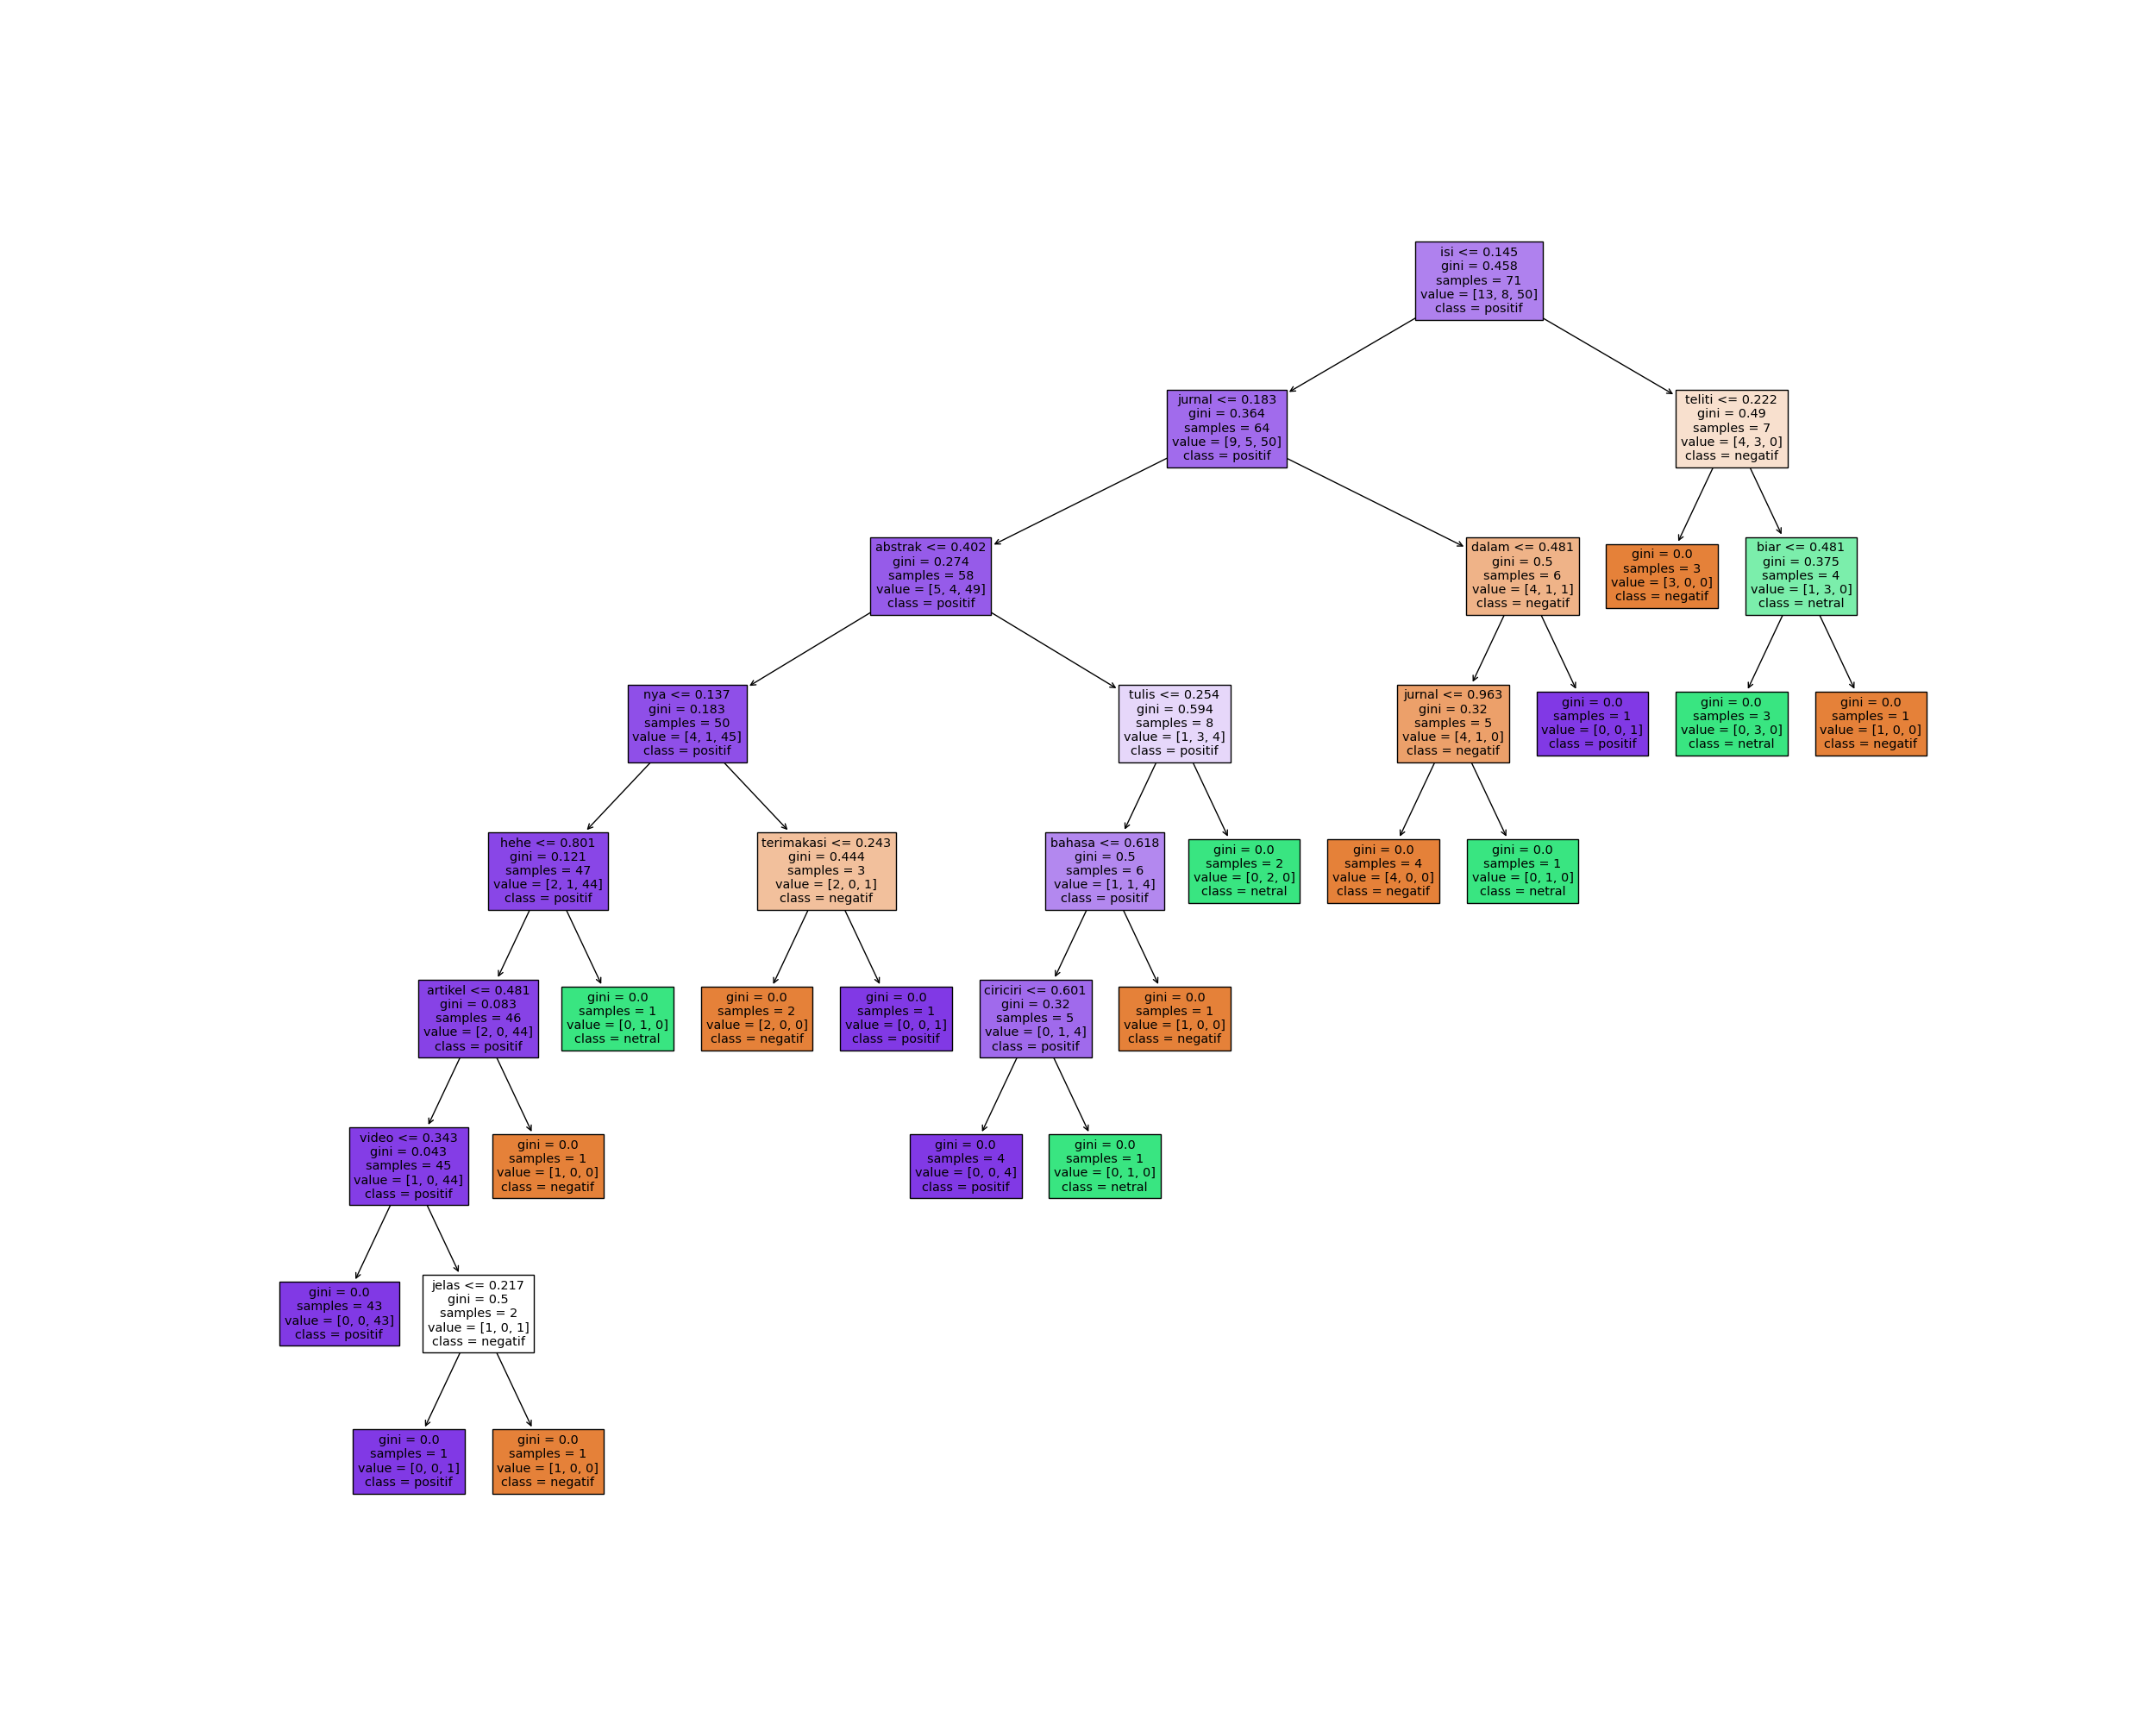 isi <= 0.145
gini = 0.458
samples = 71
value = [13, 8, 50]
class = positif
jurnal <= 0.183
gini = 0.364
samples = 64
value = [9, 5, 50]
class = positif
teliti <= 0.222
gini = 0.49
samples = 7
value = [4, 3, 0]
class = negatif
abstrak <= 0.402
gini = 0.274
samples = 58
value = [5, 4, 49]
class = positif
dalam <= 0.481
gini = 0.5
samples = 6
value = [4, 1, 1]
class = negatif
gini = 0.0
samples = 3
value = [3, 0, 0]
class = negatif
biar <= 0.481
gini = 0.375
samples = 4
value = [1, 3, 0]
class = netral
nya <= 0.137
gini = 0.183
samples = 50
value = [4, 1, 45]
class = positif
tulis <= 0.254
gini = 0.594
samples = 8
value = [1, 3, 4]
class = positif
jurnal <= 0.963
gini = 0.32
samples = 5
value = [4, 1, 0]
class = negatif
gini = 0.0
samples = 1
value = [0, 0, 1]
class = positif
gini = 0.0
samples = 3
value = [0, 3, 0]
class = netral
gini = 0.0
samples = 1
value = [1, 0, 0]
class = negatif
hehe <= 0.801
gini = 0.121
samples = 47
value = [2, 1, 44]
class = positif
terimakasi <= 0.243
gini = 0.444
samples = 3
value = [2, 0, 1]
class = negatif
bahasa <= 0.618
gini = 0.5
samples = 6
value = [1, 1, 4]
class = positif
gini = 0.0
samples = 2
value = [0, 2, 0]
class = netral
gini = 0.0
samples = 4
value = [4, 0, 0]
class = negatif
gini = 0.0
samples = 1
value = [0, 1, 0]
class = netral
artikel <= 0.481
gini = 0.083
samples = 46
value = [2, 0, 44]
class = positif
gini = 0.0
samples = 1
value = [0, 1, 0]
class = netral
gini = 0.0
samples = 2
value = [2, 0, 0]
class = negatif
gini = 0.0
samples = 1
value = [0, 0, 1]
class = positif
ciriciri <= 0.601
gini = 0.32
samples = 5
value = [0, 1, 4]
class = positif
gini = 0.0
samples = 1
value = [1, 0, 0]
class = negatif
video <= 0.343
gini = 0.043
samples = 45
value = [1, 0, 44]
class = positif
gini = 0.0
samples = 1
value = [1, 0, 0]
class = negatif
gini = 0.0
samples = 4
value = [0, 0, 4]
class = positif
gini = 0.0
samples = 1
value = [0, 1, 0]
class = netral
gini = 0.0
samples = 43
value = [0, 0, 43]
class = positif
jelas <= 0.217
gini = 0.5
samples = 2
value = [1, 0, 1]
class = negatif
gini = 0.0
samples = 1
value = [0, 0, 1]
class = positif
gini = 0.0
samples = 1
value = [1, 0, 0]
class = negatif